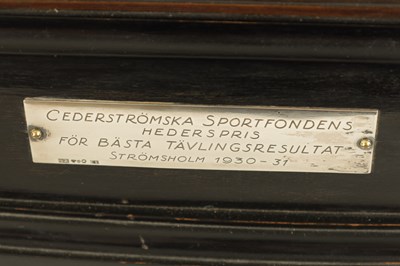 CEDERSTRÖMSKA SPORTFONDENS
HEDERSPRIS
FÖR BÄSTA TÄVLINGSRESULTAT
STRÖMSHOLM 1930-31